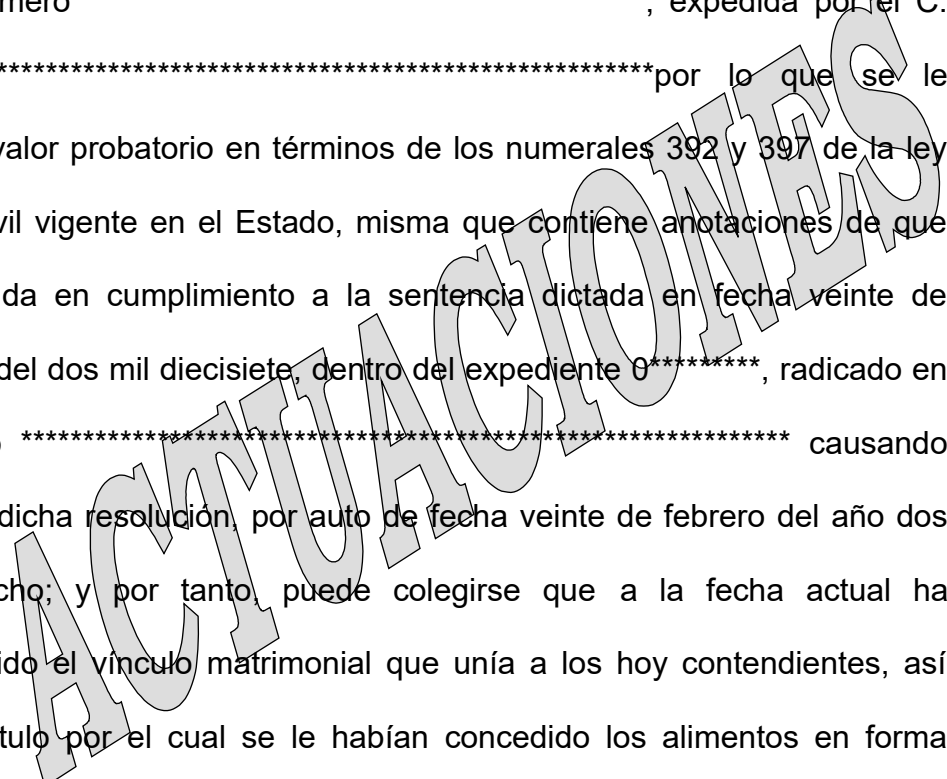 mero , expedida por el C.
******************************************************por lo que se le
valor probatorio en términos de los numerales 392 y 397 de la ley
vil vigente en el Estado, misma que contiene anotaciones de que
da en cumplimiento a la sentencia dictada en fecha veinte de
del dos mil diecisiete, dentro del expediente 0*********, radicado en
*************************************************************** causando
dicha resolución, por auto de fecha veinte de febrero del año dos
cho; y por tanto, puede colegirse que a la fecha actual ha
ido el vínculo matrimonial que unía a los hoy contendientes, así
tulo por el cual se le habían concedido los alimentos en forma
ACTUACIONES